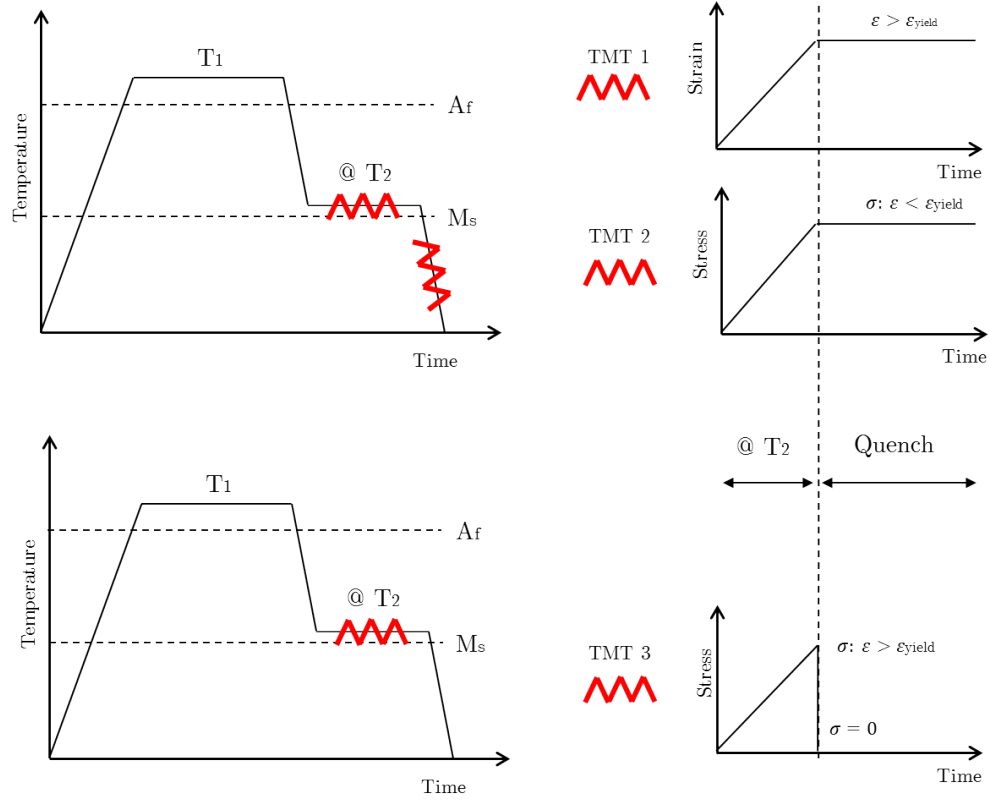 T1
Af
@ T2
Ms
Temperature
Time
TMT 1
Strain
ε > εyield
Time
TMT 2
Stress
σ: ε < εyield
Time
@ T2
Quench
T1
Af
@ T2
Ms
Temperature
Time
TMT 3
Stress
σ: ε > εyield
σ = 0
Time